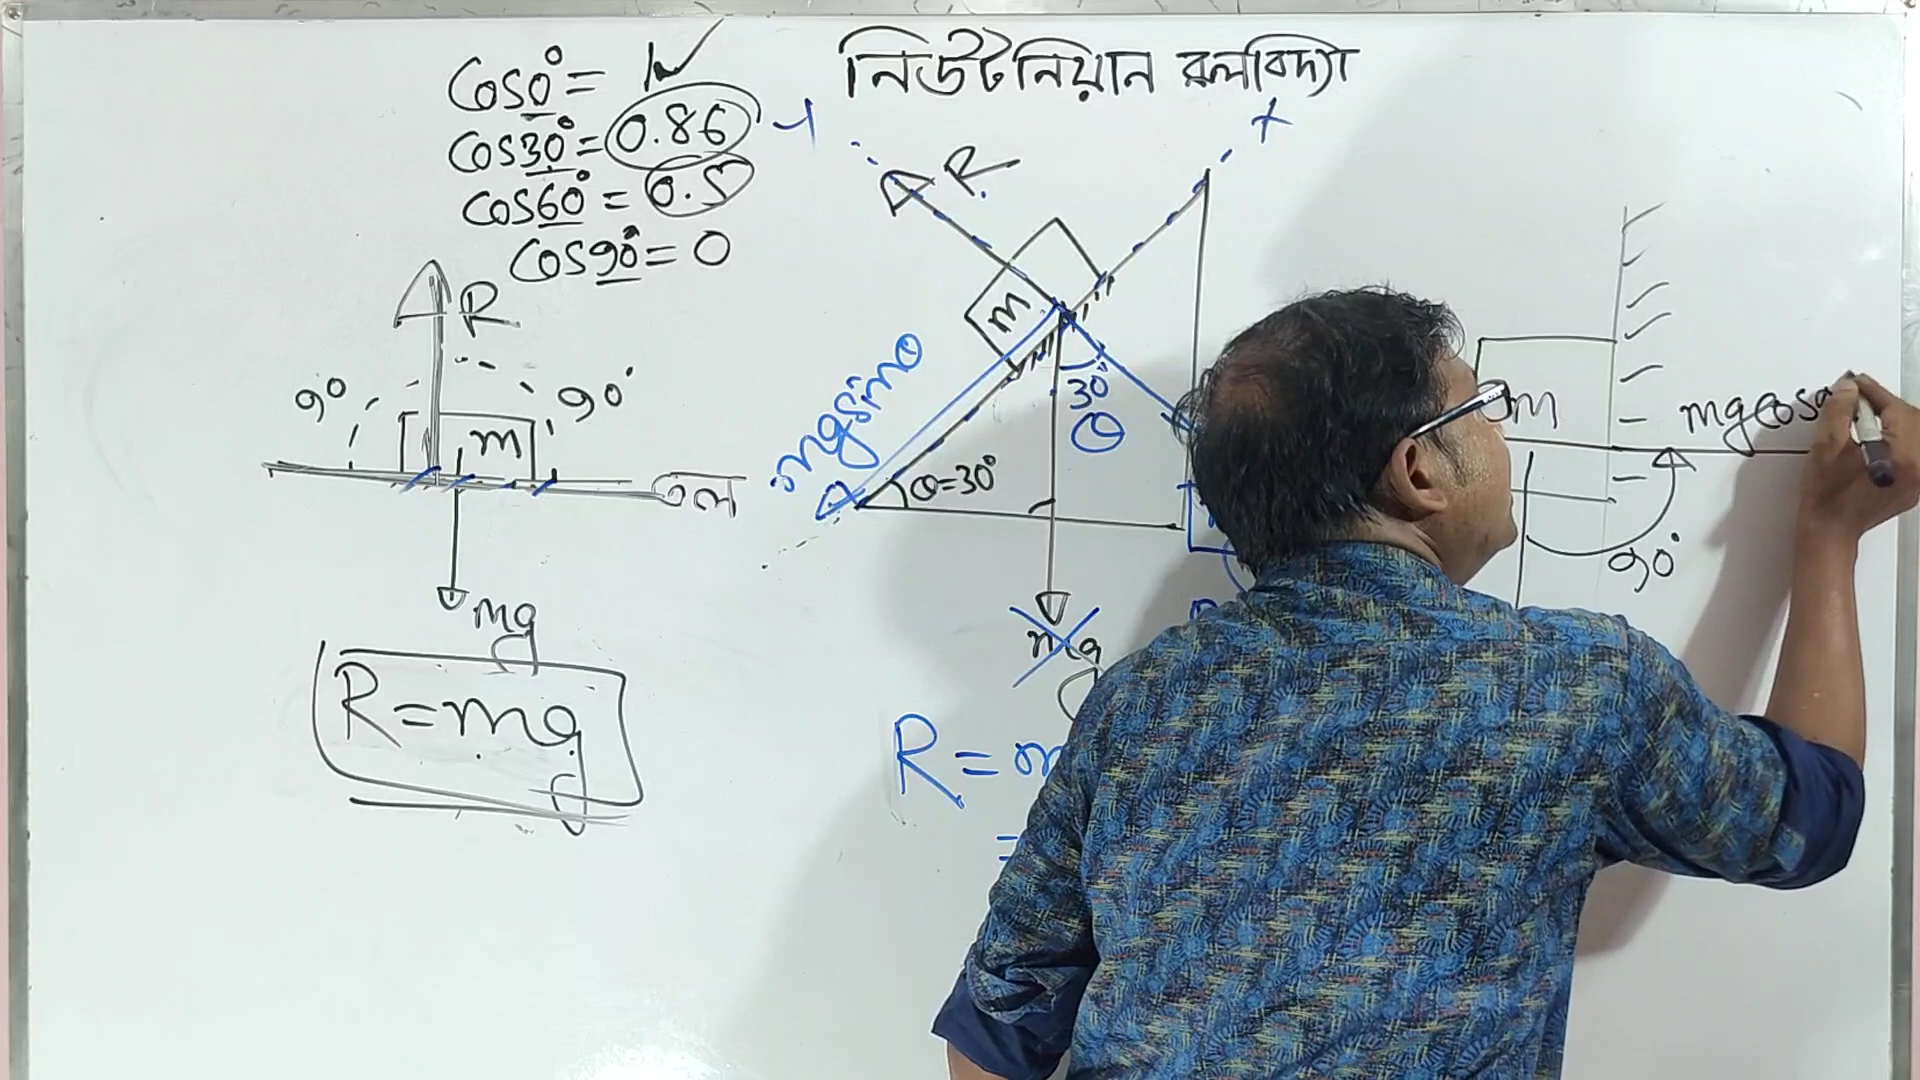 নিউটনিয়ান বলবিদ্যা
cos0° = 1
cos30° = 0.86
cos60° = 0.5
cos90° = 0
R
90°
90°
m
তল
mg
R = mg
+
+
R
m
mgsinθ
30°
θ
θ=30°
mg
R = m
=
m
mgcos
90°